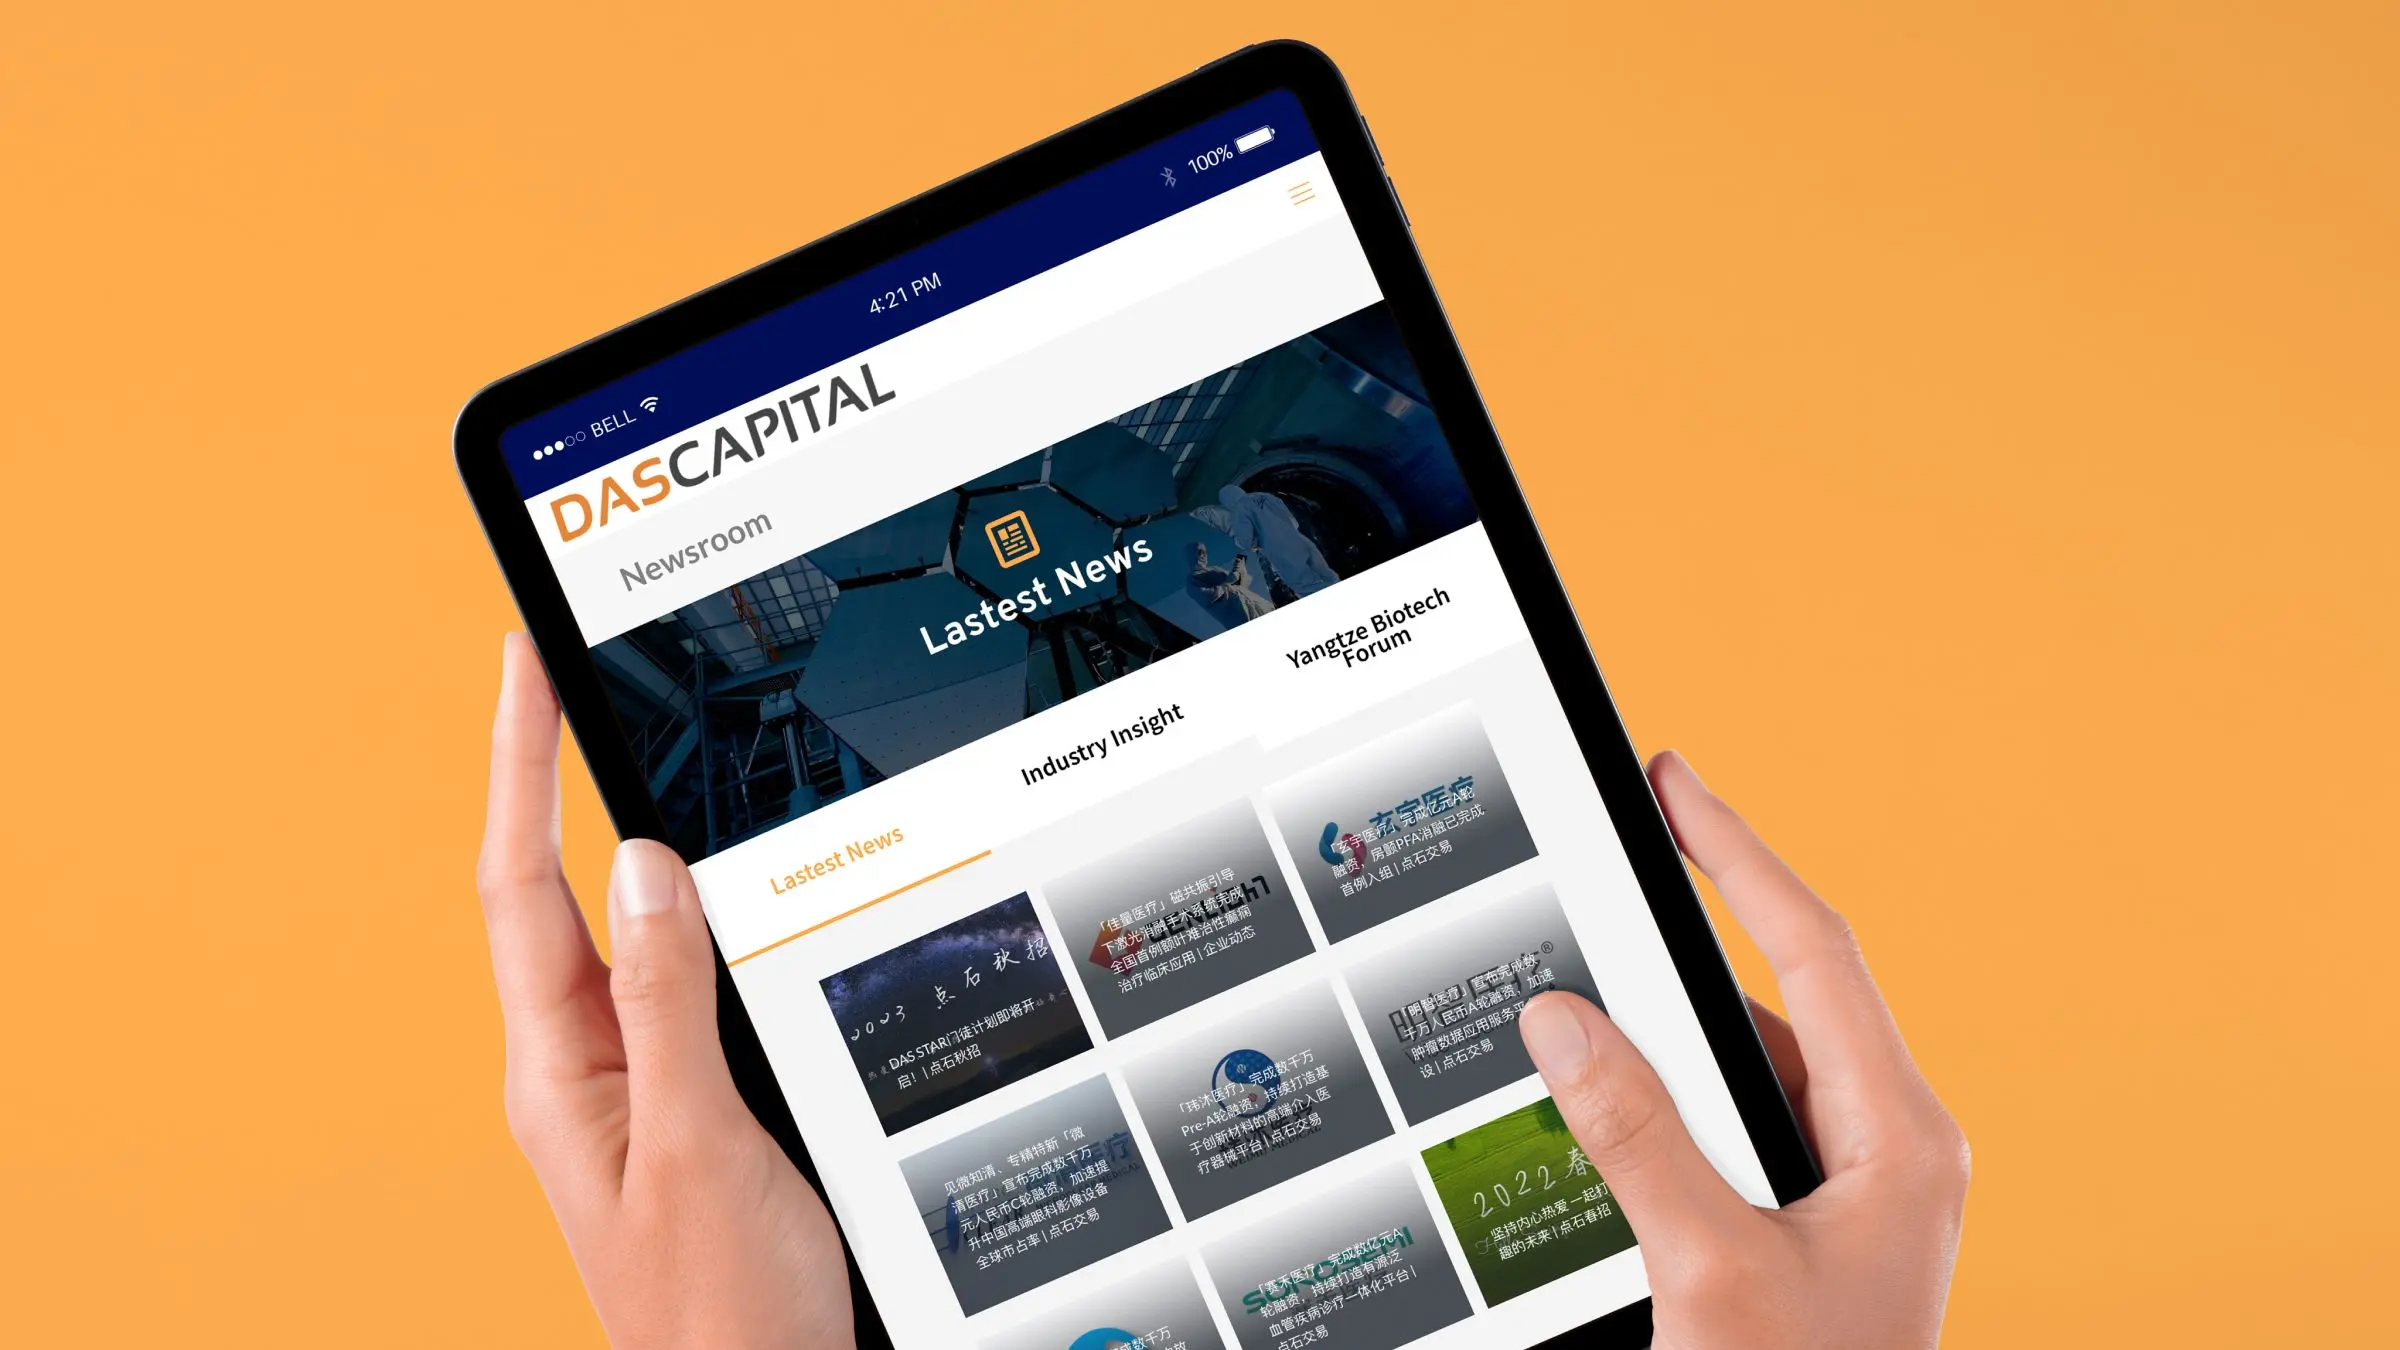 BELL
4:21 PM
100%
DASCAPITAL
Newsroom
Lastest News
Lastest News
Industry Insight
Yangtze Biotech
Forum
2023 点石秋招
DAS STAR门徒计划即将开
启！| 点石秋招
「佳量医疗」磁共振引导
下激光消融手术系统完成
全国首例额叶难治性癫痫
治疗临床应用 | 企业动态
玄宇医疗
「玄宇医疗」完成亿元A轮
融资，房颤PFA消融已完成
首例入组 | 点石交易
见微知清、专精特新「微
清医疗」宣布完成数千万
元人民币C轮融资，加速提
升中国高端眼科影像设备
全球市占率 | 点石交易
「玮沐医疗」完成数千万
Pre-A轮融资，持续打造基
于创新材料的高端介入医
疗器械平台 | 点石交易
「明智医疗」宣布完成数
千万人民币A轮融资，加速
肿瘤数据应用服务平
设 | 点石交易
「赛禾医疗」完成数亿元A
轮融资，持续打造有源泛
血管疾病诊疗一体化平台 |
点石交易
2022 春
坚持内心热爱 一起打
趣的未来 | 点石春招
成数千万